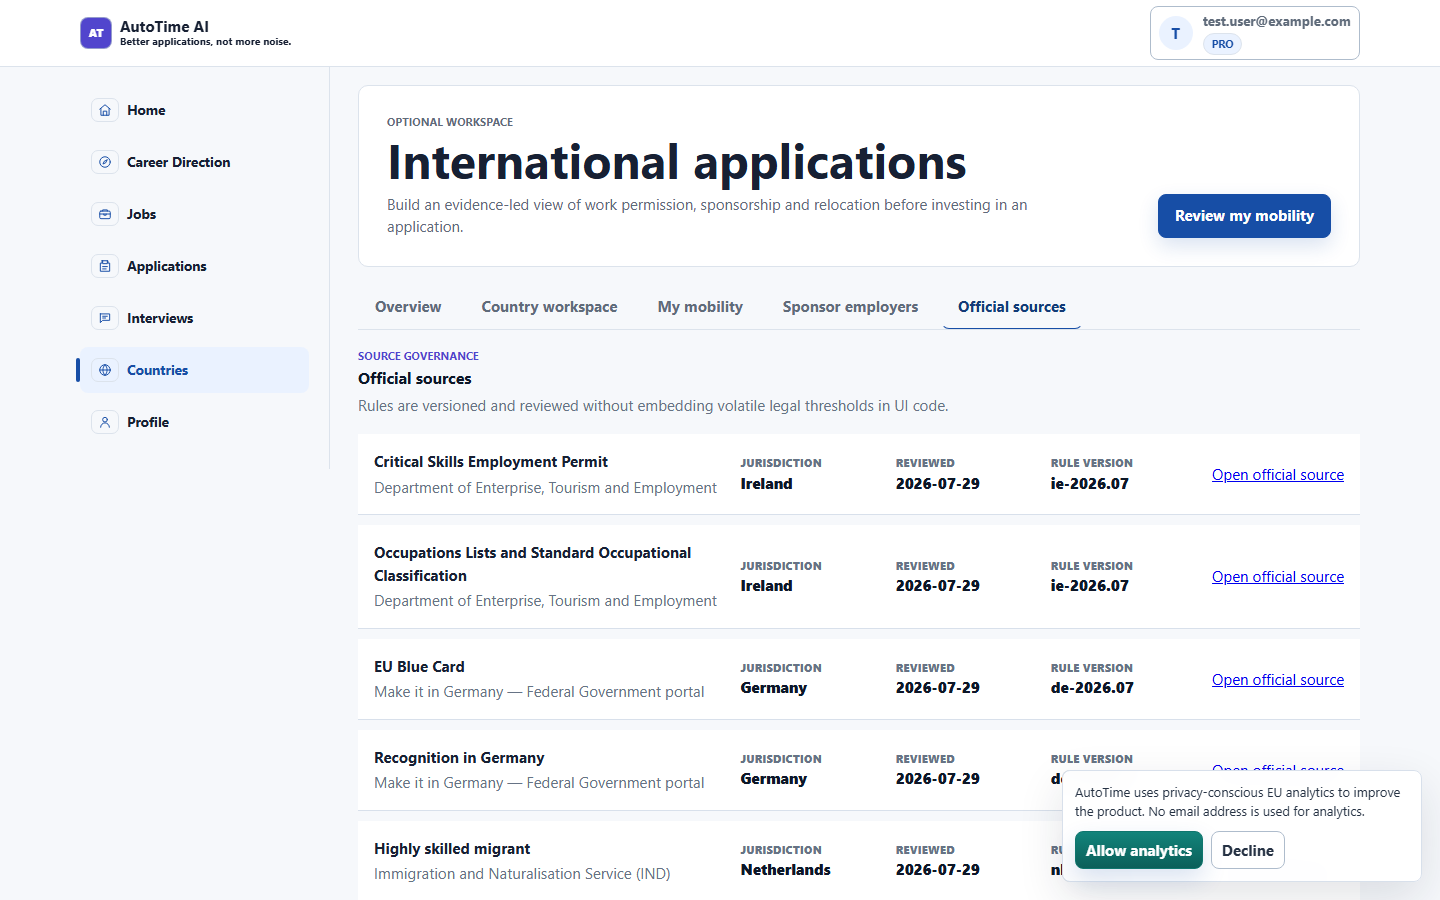 AT
AutoTime AI
Better applications, not more noise.
T
test.user@example.com
PRO
Home
Career Direction
Jobs
Applications
Interviews
Countries
Profile
OPTIONAL WORKSPACE
International applications
Build an evidence-led view of work permission, sponsorship and relocation before investing in an
application.
Review my mobility
Overview
Country workspace
My mobility
Sponsor employers
Official sources
SOURCE GOVERNANCE
Official sources
Rules are versioned and reviewed without embedding volatile legal thresholds in UI code.
Critical Skills Employment Permit
Department of Enterprise, Tourism and Employment
JURISDICTION
Ireland
REVIEWED
2026-07-29
RULE VERSION
ie-2026.07
Open official source
Occupations Lists and Standard Occupational
Classification
Department of Enterprise, Tourism and Employment
JURISDICTION
Ireland
REVIEWED
2026-07-29
RULE VERSION
ie-2026.07
Open official source
EU Blue Card
Make it in Germany — Federal Government portal
JURISDICTION
Germany
REVIEWED
2026-07-29
RULE VERSION
de-2026.07
Open official source
Recognition in Germany
Make it in Germany — Federal Government portal
JURISDICTION
Germany
REVIEWED
2026-07-29
RULE VERSION
Open official source
Highly skilled migrant
Immigration and Naturalisation Service (IND)
JURISDICTION
Netherlands
REVIEWED
2026-07-29
AutoTime uses privacy-conscious EU analytics to improve
the product. No email address is used for analytics.
Allow analytics
Decline